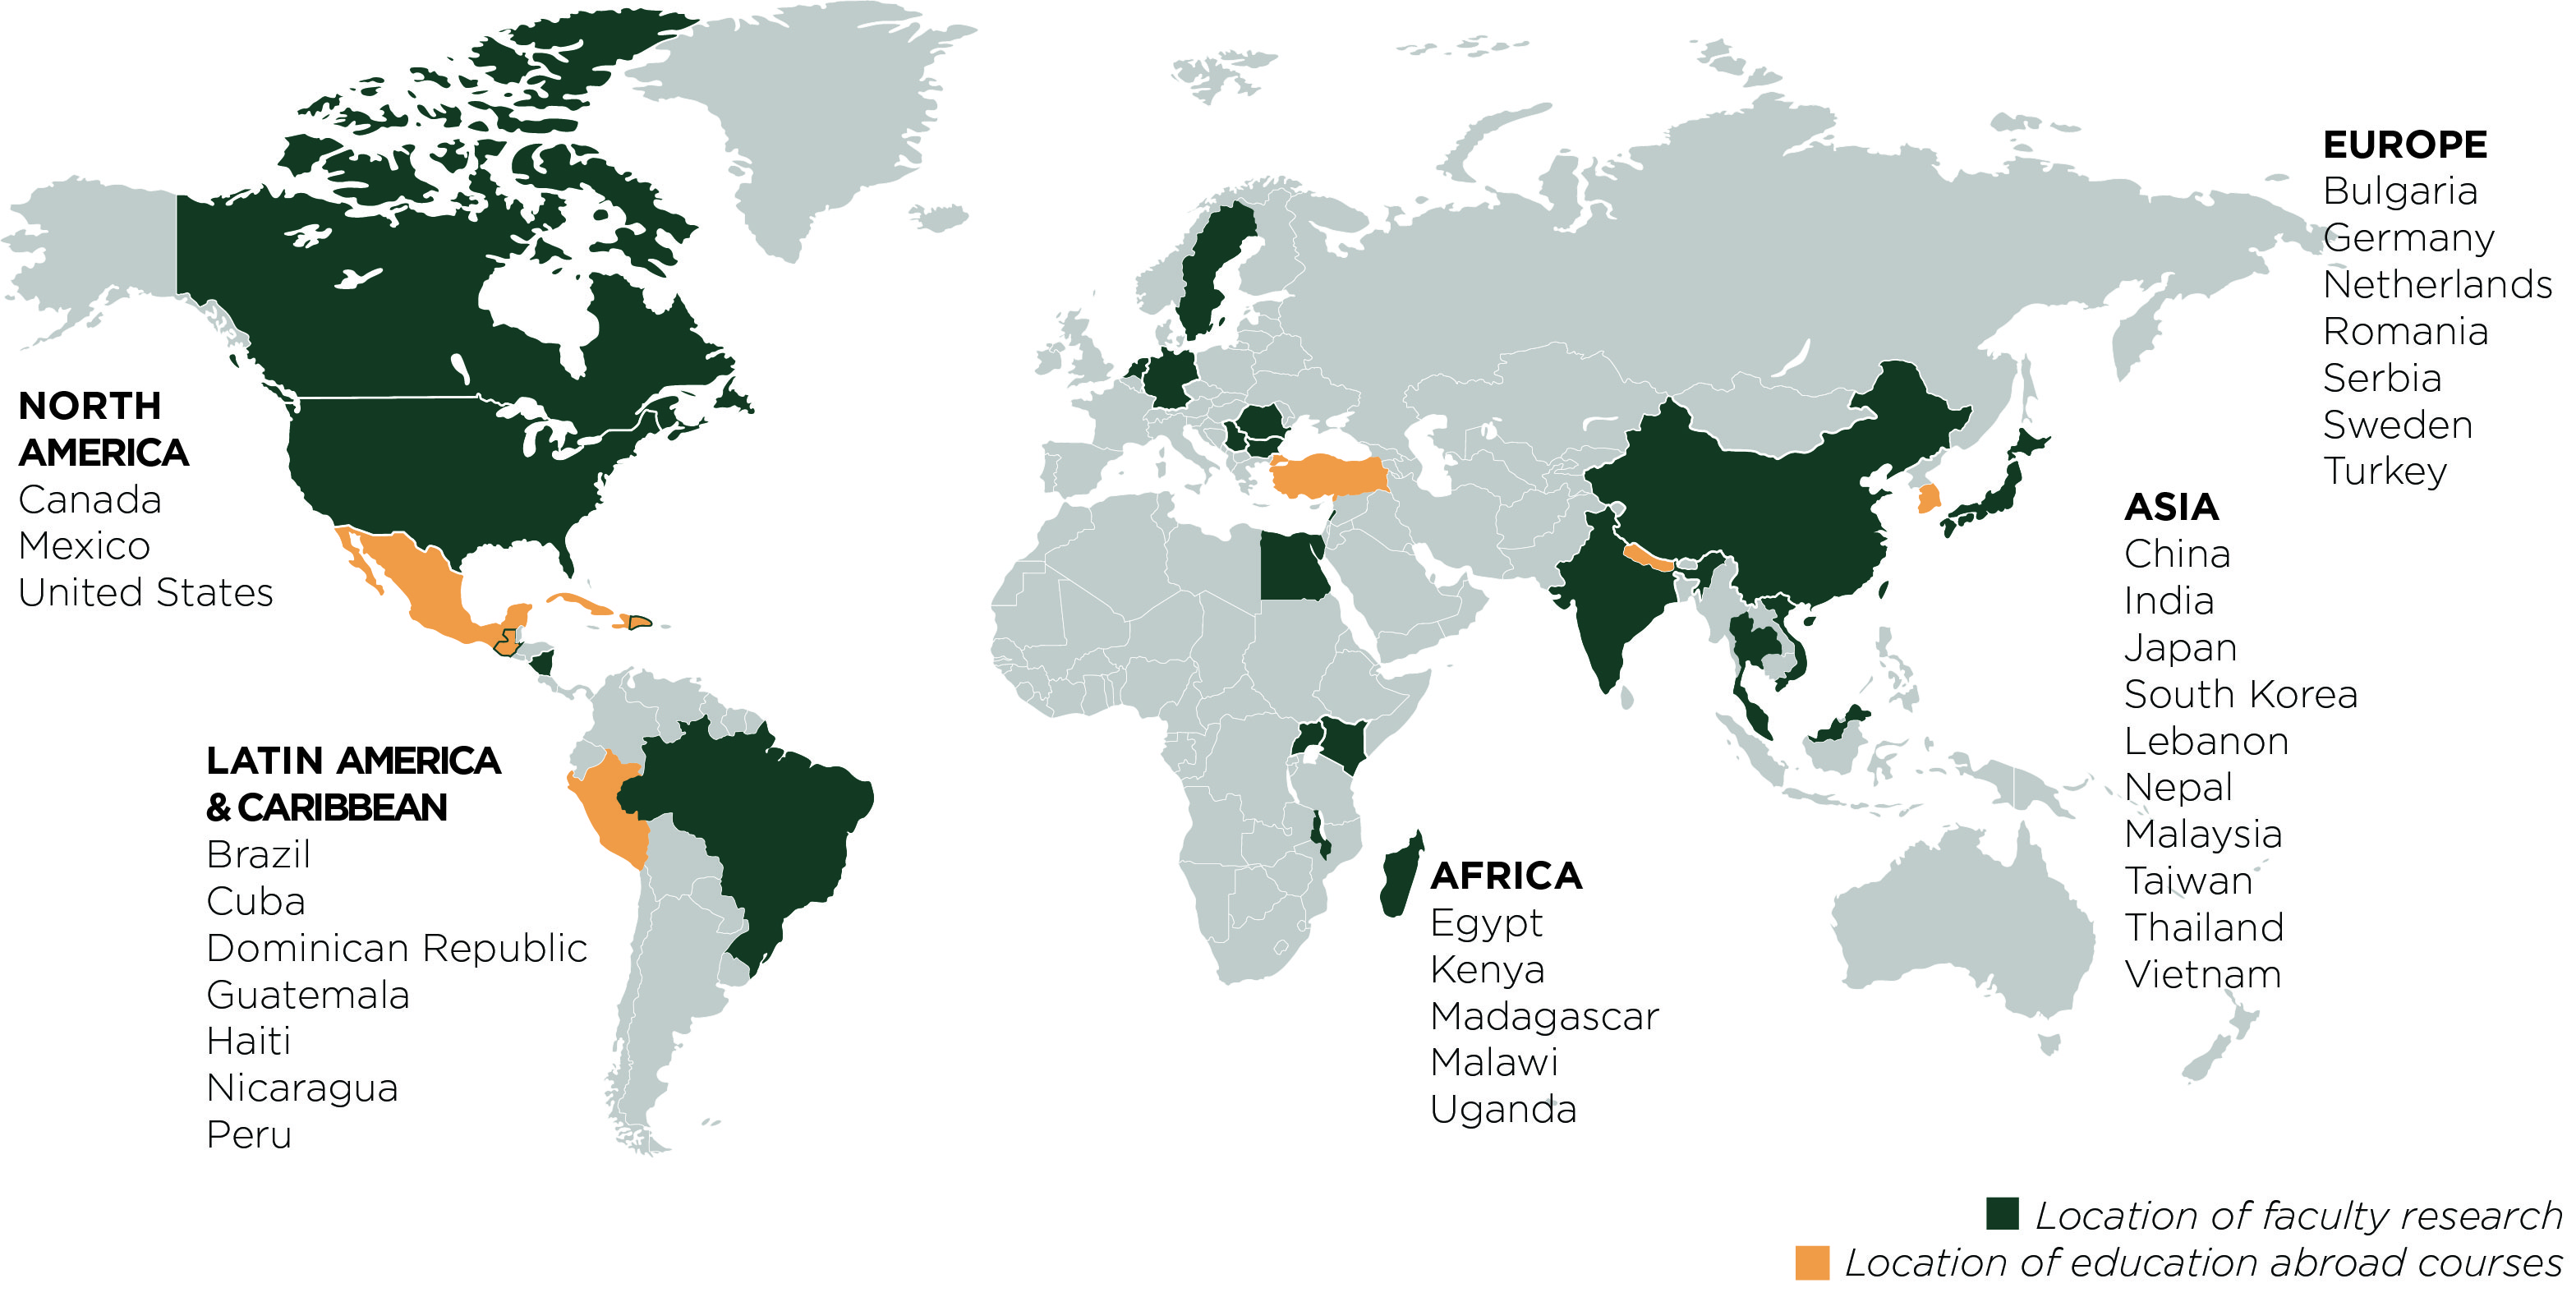 NORTH
AMERICA
Canada
Mexico
United States
LATIN AMERICA
& CARIBBEAN
Brazil
Cuba
Dominican Republic
Guatemala
Haiti
Nicaragua
Peru
AFRICA
Egypt
Kenya
Madagascar
Malawi
Uganda
EUROPE
Bulgaria
Germany
Netherlands
Romania
Serbia
Sweden
Turkey
ASIA
China
India
Japan
South Korea
Lebanon
Nepal
Malaysia
Taiwan
Thailand
Vietnam
Location of faculty research
Location of education abroad courses